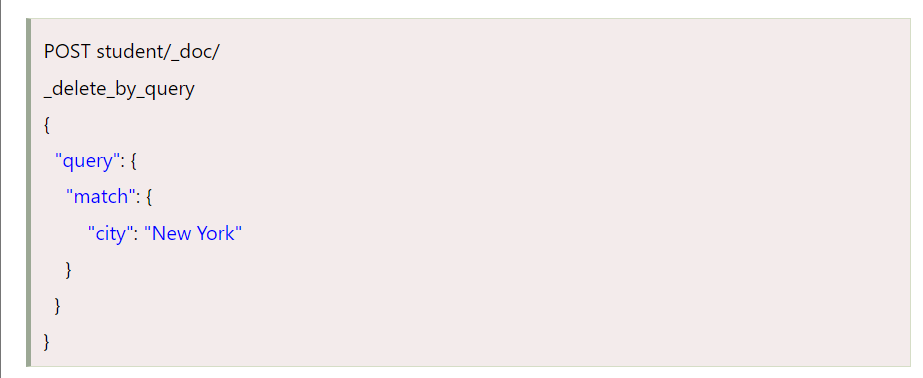 POST student/_doc/
_delete_by_query
{
"query": {
"match": {
"city": "New York"
}
}
}